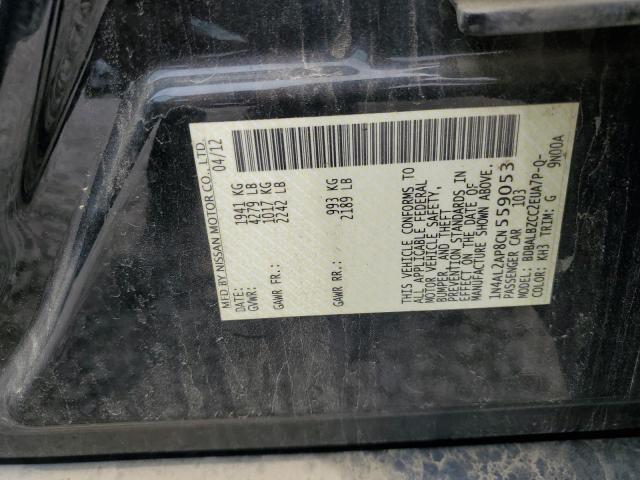 MFD BY NISSAN MOTOR CO., LTD.
DATE: 04/12
GVWR: 1941 KG
4279 LB
GAWR FR: 1017 KG
2242 LB
GAWR RR: 993 KG
2189 LB
THIS VEHICLE CONFORMS TO
ALL APPLICABLE FEDERAL
MOTOR VEHICLE SAFETY,
BUMPER, AND THEFT
PREVENTION STANDARDS IN
EFFECT ON THE DATE OF
MANUFACTURE SHOWN ABOVE.
1N4AL2AP8CN559053
PASSENGER CAR 103
MODEL: BDBALBZCC2EUA7P-Q-
COLOR: KH3 TRIM: G 9N00A